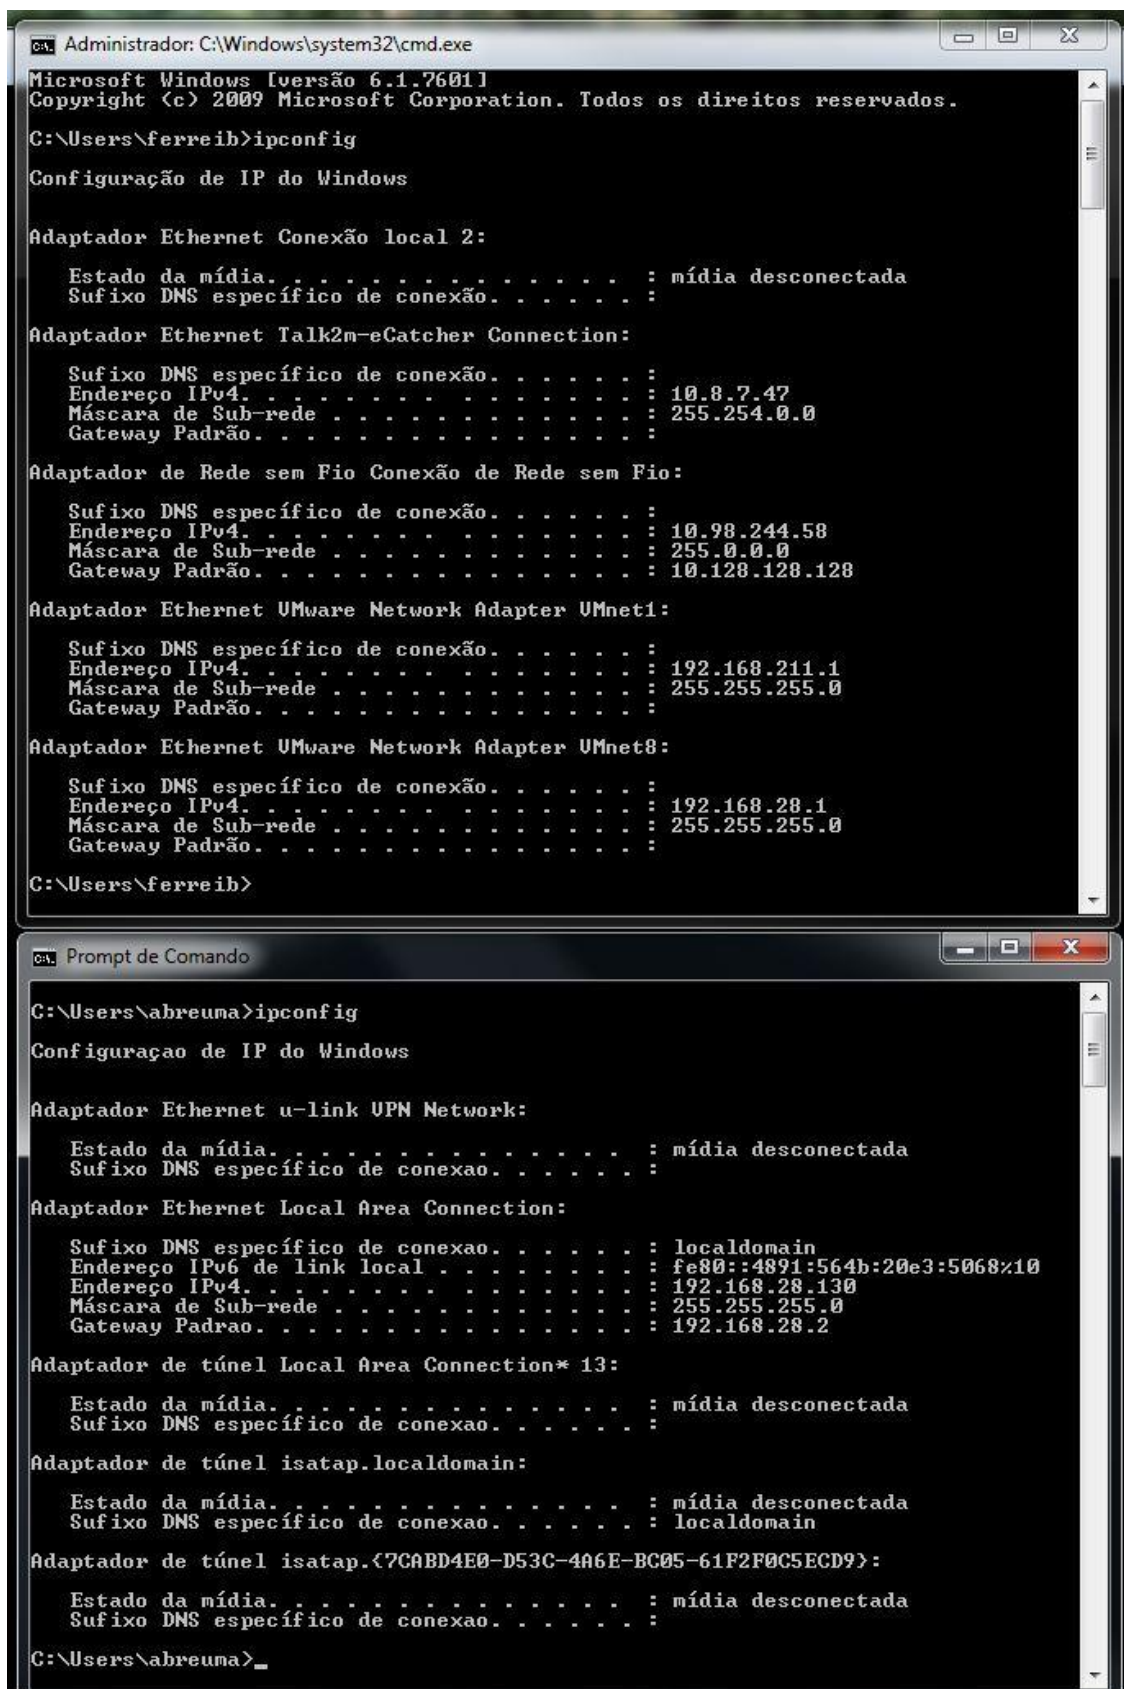 Administrador: C:\Windows\system32\cmd.exe
Microsoft Windows [versão 6.1.7601]
Copyright (c) 2009 Microsoft Corporation. Todos os direitos reservados.
C:\Users\ferreib>ipconfig
Configuração de IP do Windows
Adaptador Ethernet Conexão local 2:
Estado da mídia. . . . . . . . . . . . . . : mídia desconectada
Sufixo DNS específico de conexão. . . . . . :
Adaptador Ethernet Talk2m-eCatcher Connection:
Sufixo DNS específico de conexão. . . . . . :
Endereço IPv4. . . . . . . . . . . . . . . : 10.8.7.47
Máscara de Sub-rede . . . . . . . . . . . . : 255.254.0.0
Gateway Padrão. . . . . . . . . . . . . . . :
Adaptador de Rede sem Fio Conexão de Rede sem Fio:
Sufixo DNS específico de conexão. . . . . . :
Endereço IPv4. . . . . . . . . . . . . . . : 10.98.244.58
Máscara de Sub-rede . . . . . . . . . . . . : 255.0.0.0
Gateway Padrão. . . . . . . . . . . . . . . : 10.128.128.128
Adaptador Ethernet VMware Network Adapter VMnet1:
Sufixo DNS específico de conexão. . . . . . :
Endereço IPv4. . . . . . . . . . . . . . . : 192.168.211.1
Máscara de Sub-rede . . . . . . . . . . . . : 255.255.255.0
Gateway Padrão. . . . . . . . . . . . . . . :
Adaptador Ethernet VMware Network Adapter VMnet8:
Sufixo DNS específico de conexão. . . . . . :
Endereço IPv4. . . . . . . . . . . . . . . : 192.168.28.1
Máscara de Sub-rede . . . . . . . . . . . . : 255.255.255.0
Gateway Padrão. . . . . . . . . . . . . . . :
C:\Users\ferreib>
Prompt de Comando
C:\Users\abreuma>ipconfig
Configuraçao de IP do Windows
Adaptador Ethernet u-link VPN Network:
Estado da mídia. . . . . . . . . . . . . . : mídia desconectada
Sufixo DNS específico de conexao. . . . . . :
Adaptador Ethernet Local Area Connection:
Sufixo DNS específico de conexao. . . . . . : localdomain
Endereço IPv6 de link local . . . . . . . . : fe80::4891:564b:20e3:5068%10
Endereço IPv4. . . . . . . . . . . . . . . : 192.168.28.130
Máscara de Sub-rede . . . . . . . . . . . . : 255.255.255.0
Gateway Padrao. . . . . . . . . . . . . . . : 192.168.28.2
Adaptador de túnel Local Area Connection* 13:
Estado da mídia. . . . . . . . . . . . . . : mídia desconectada
Sufixo DNS específico de conexao. . . . . . :
Adaptador de túnel isatap.localdomain:
Estado da mídia. . . . . . . . . . . . . . : mídia desconectada
Sufixo DNS específico de conexao. . . . . . : localdomain
Adaptador de túnel isatap.{7CABD4E0-D53C-4A6E-BC05-61F2F0C5ECD9}:
Estado da mídia. . . . . . . . . . . . . . : mídia desconectada
Sufixo DNS específico de conexao. . . . . . :
C:\Users\abreuma>_